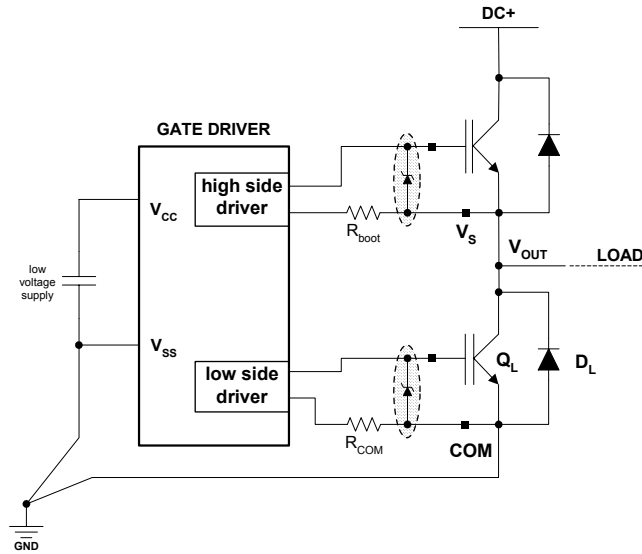 DC+
GATE DRIVER
high side
driver
V_CC
R_boot
V_S
V_OUT
LOAD
low
voltage
supply
V_SS
low side
driver
Q_L
D_L
R_COM
COM
GND